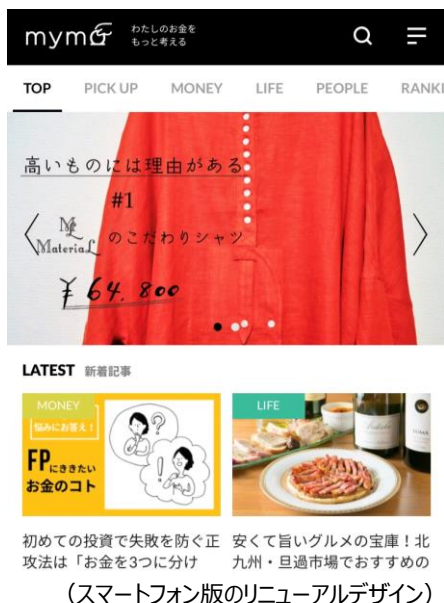 mymo わたしのお金を
もっと考える
TOP PICK UP MONEY LIFE PEOPLE RANKI
高いものには理由がある
#1
ML
MateriaL のこだわりシャツ
¥64,800
LATEST 新着記事
MONEY
悩みにお答え!
FPにききたい
お金のコト
?
!
LIFE
初めての投資で失敗を防ぐ正
攻法は「お金を3つに分け
安くて旨いグルメの宝庫!北
九州・旦過市場でおすすめの
(スマートフォン版のリニューアルデザイン)